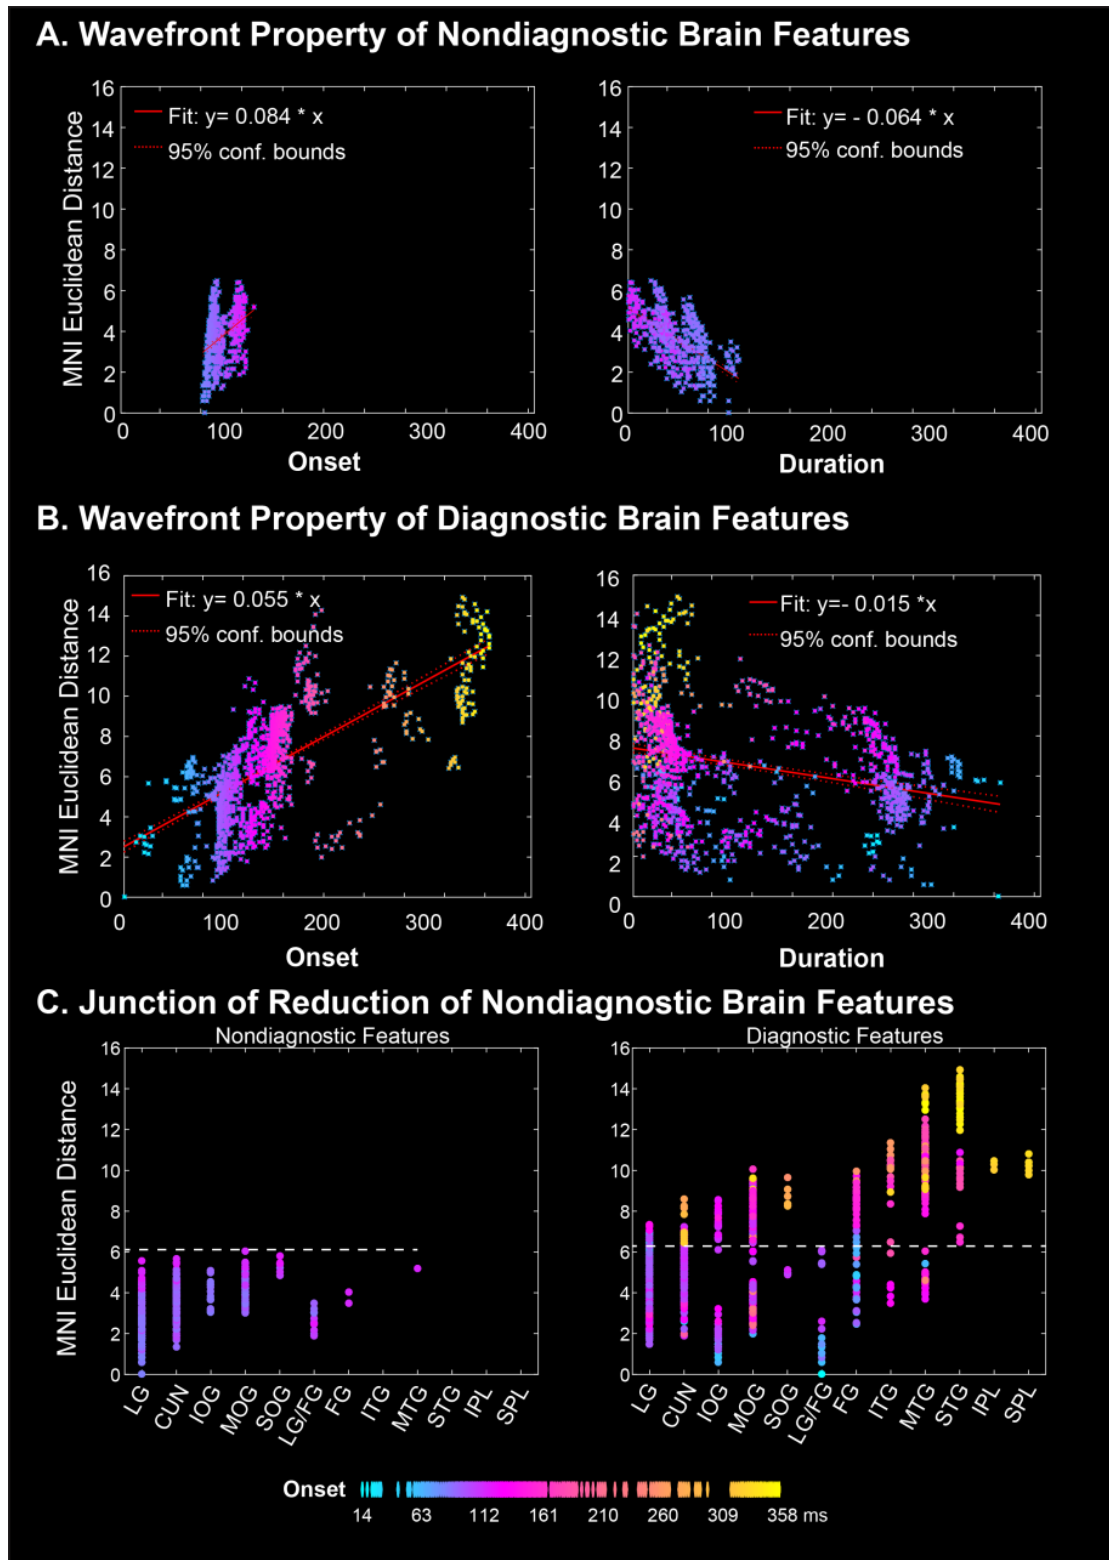 A. Wavefront Property of Nondiagnostic Brain Features
MNI Euclidean Distance
16
14
12
10
8
6
4
2
0
Fit: y= 0.084 * x
95% conf. bounds
0 100 200 300 400
Onset
16
14
12
10
8
6
4
2
0
Fit: y= - 0.064 * x
95% conf. bounds
0 100 200 300 400
Duration
B. Wavefront Property of Diagnostic Brain Features
MNI Euclidean Distance
16
14
12
10
8
6
4
2
0
Fit: y= 0.055 * x
95% conf. bounds
0 100 200 300 400
Onset
16
14
12
10
8
6
4
2
0
Fit: y=- 0.015 *x
95% conf. bounds
0 100 200 300 400
Duration
C. Junction of Reduction of Nondiagnostic Brain Features
Nondiagnostic Features
MNI Euclidean Distance
16
14
12
10
8
6
4
2
0
LG CUN IOG MOG SOG LG/FG FG ITG MTG STG IPL SPL
Diagnostic Features
16
14
12
10
8
6
4
2
0
LG CUN IOG MOG SOG LG/FG FG ITG MTG STG IPL SPL
Onset
14 63 112 161 210 260 309 358 ms